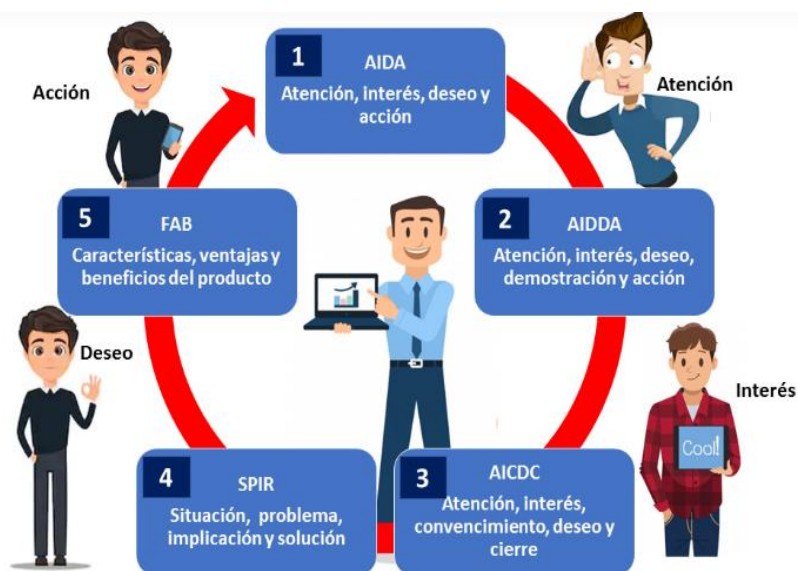 1
AIDA
Atención, interés, deseo y
acción
Atención
2
AIDDA
Atención, interés, deseo,
demostración y acción
Interés
Cool!
3
AICDC
Atención, interés,
convencimiento, deseo y
cierre
4
SPIR
Situación, problema,
implicación y solución
Deseo
5
FAB
Características, ventajas y
beneficios del producto
Acción